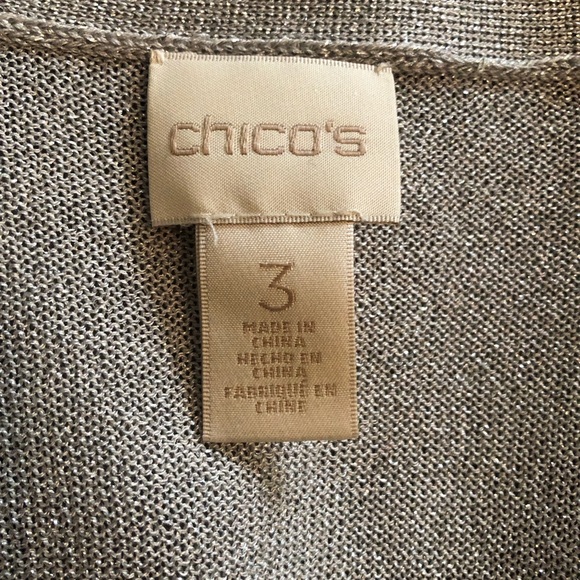 chico's
3
MADE IN
CHINA
HECHO EN
CHINA
FABRIQUÉ EN
CHINE